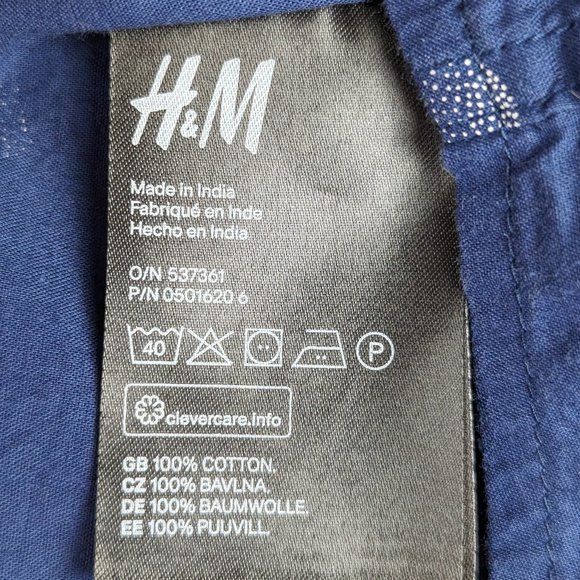 H&M
Made in India
Fabriqué en Inde
Hecho en India
O/N 537361
P/N 0501620 6
40
P
clevercare.info
GB 100% COTTON
CZ 100% BAVLNA
DE 100% BAUMWOLLE
EE 100% PUUVILL